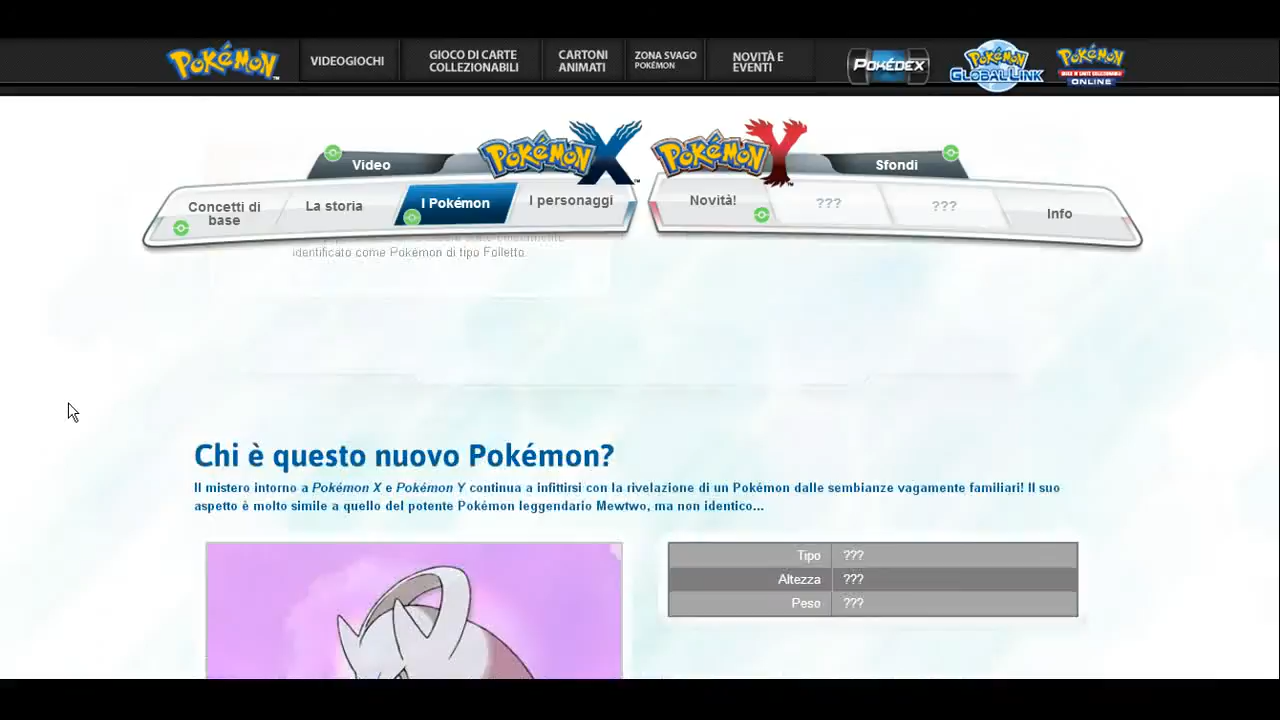 Pokémon
VIDEOGIOCHI
GIOCO DI CARTE
COLLEZIONABILI
CARTONI
ANIMATI
ZONA SVAGO
POKÉMON
NOVITÀ E
EVENTI
POKÉDEX
Pokémon
GLOBAL LINK
Pokémon
GIOCO DI CARTE COLLEZIONABILI
ONLINE
Video
Pokémon X
Pokémon Y
Sfondi
Concetti di
base
La storia
I Pokémon
I personaggi
Novità!
???
???
Info
identificato come Pokémon di tipo Folletto.
Chi è questo nuovo Pokémon?
Il mistero intorno a Pokémon X e Pokémon Y continua a infittirsi con la rivelazione di un Pokémon dalle sembianze vagamente familiari! Il suo
aspetto è molto simile a quello del potente Pokémon leggendario Mewtwo, ma non identico...
Tipo ???
Altezza ???
Peso ???